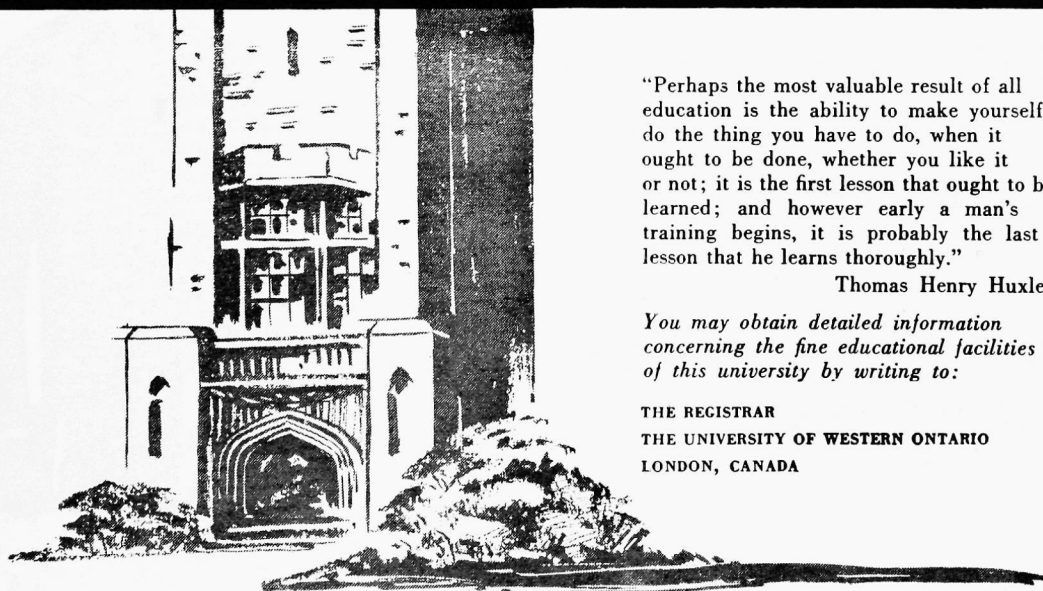 “Perhaps the most valuable result of all
education is the ability to make yourself
do the thing you have to do, when it
ought to be done, whether you like it
or not; it is the first lesson that ought to b
learned; and however early a man's
training begins, it is probably the last
lesson that he learns thoroughly.”
Thomas Henry Huxle
You may obtain detailed information
concerning the fine educational facilities
of this university by writing to:
THE REGISTRAR
THE UNIVERSITY OF WESTERN ONTARIO
LONDON, CANADA